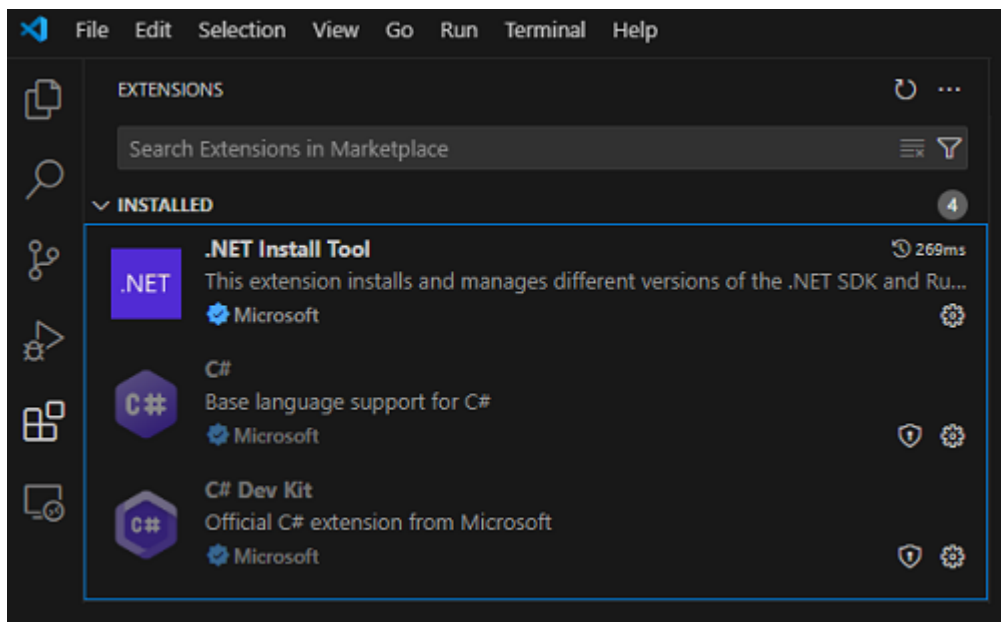 File Edit Selection View Go Run Terminal Help
EXTENSIONS
Search Extensions in Marketplace
INSTALLED 4
.NET
.NET Install Tool 269ms
This extension installs and manages different versions of the .NET SDK and Ru...
Microsoft
C#
C#
Base language support for C#
Microsoft
C#
C# Dev Kit
Official C# extension from Microsoft
Microsoft